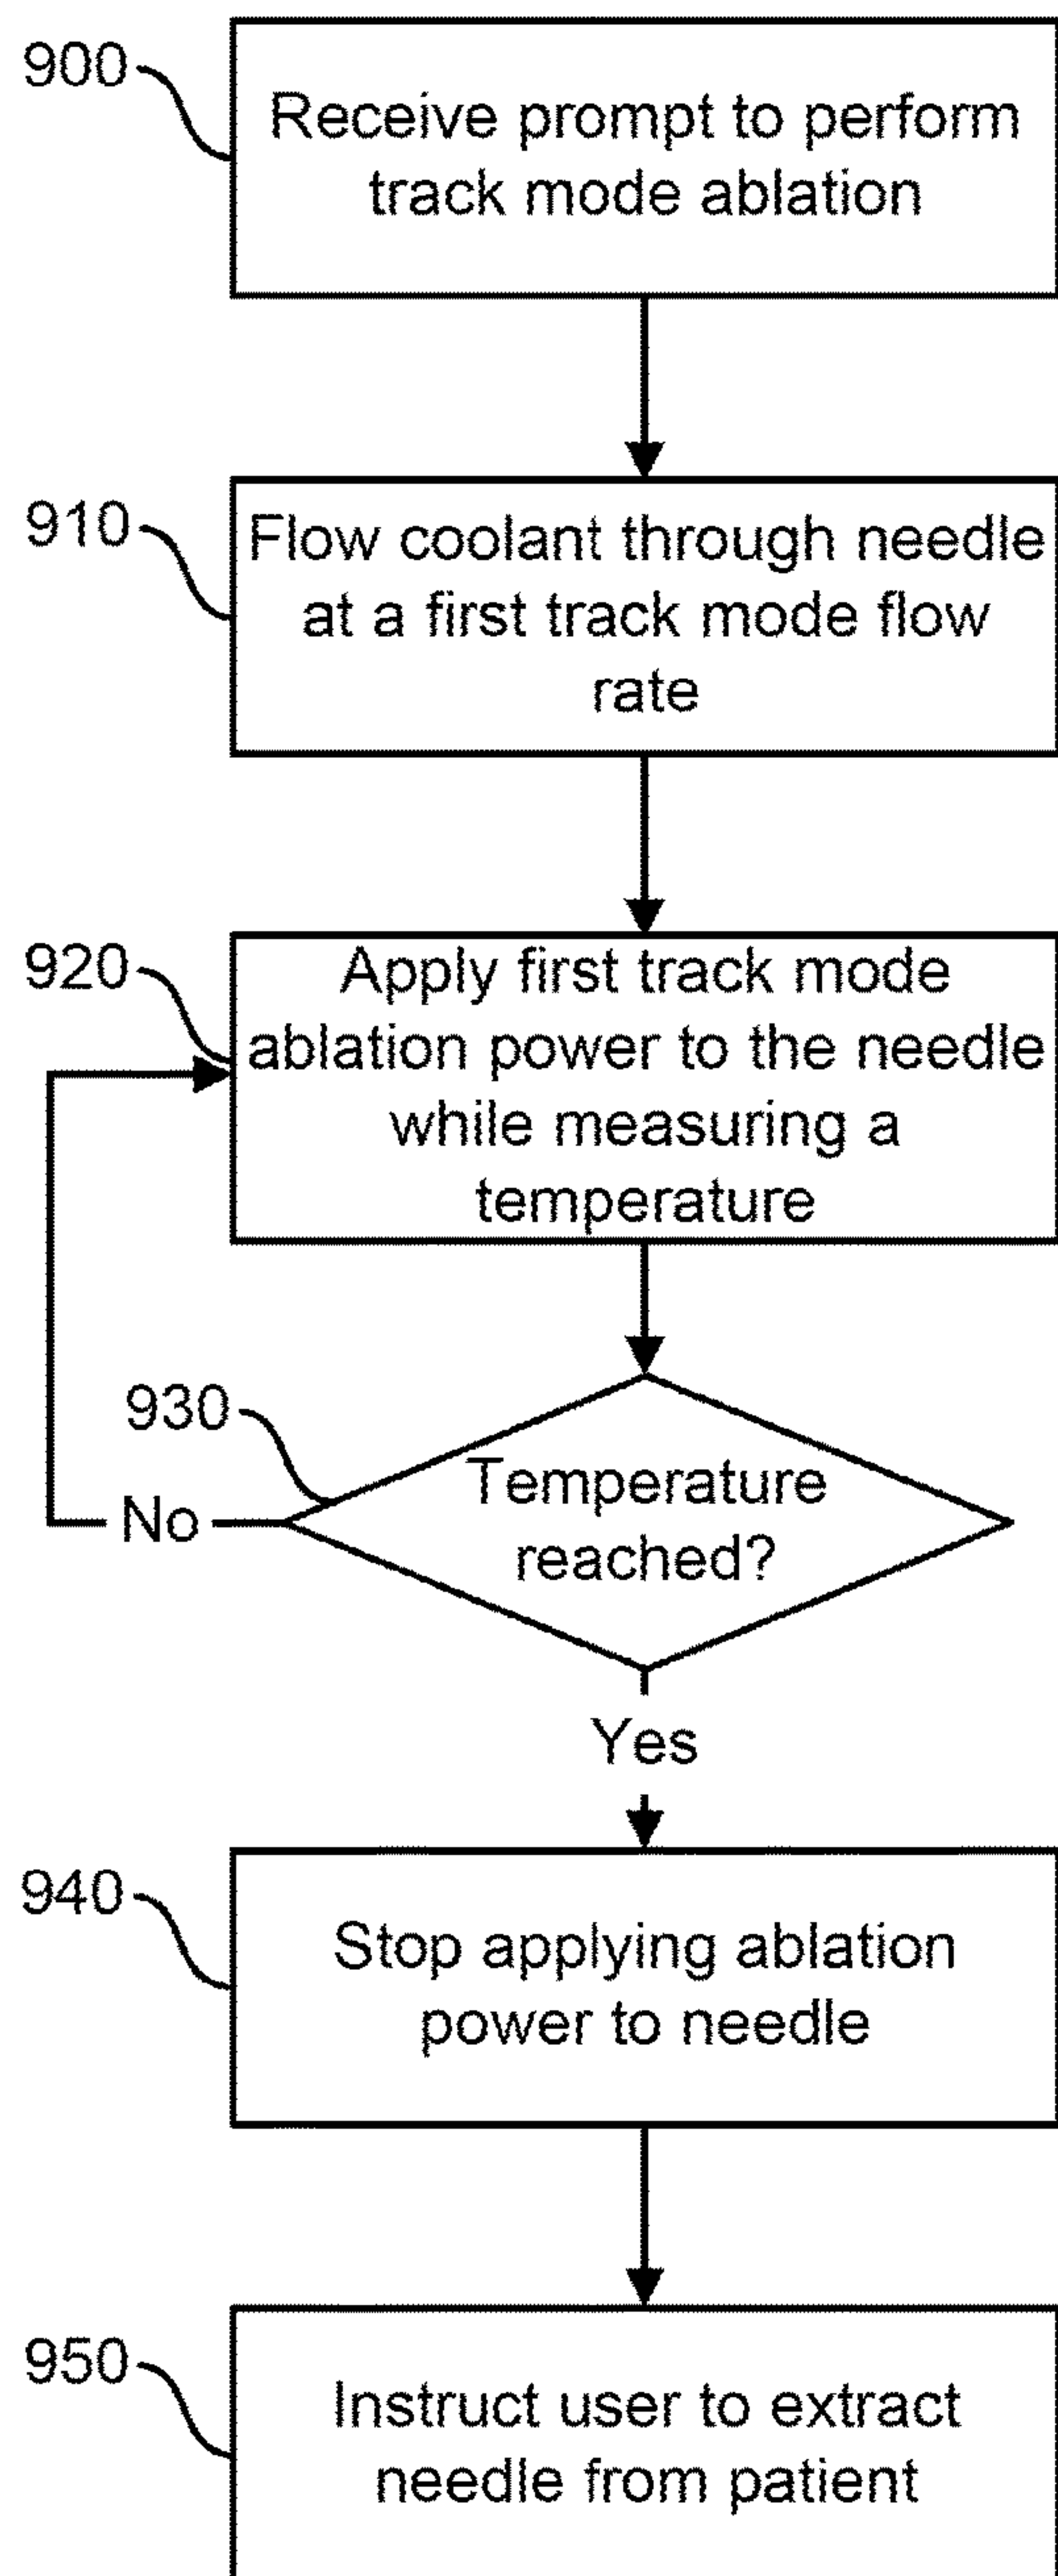 900
Receive prompt to perform
track mode ablation
910
Flow coolant through needle
at a first track mode flow
rate
920
Apply first track mode
ablation power to the needle
while measuring a
temperature
930
Temperature
reached?
No
Yes
940
Stop applying ablation
power to needle
950
Instruct user to extract
needle from patient